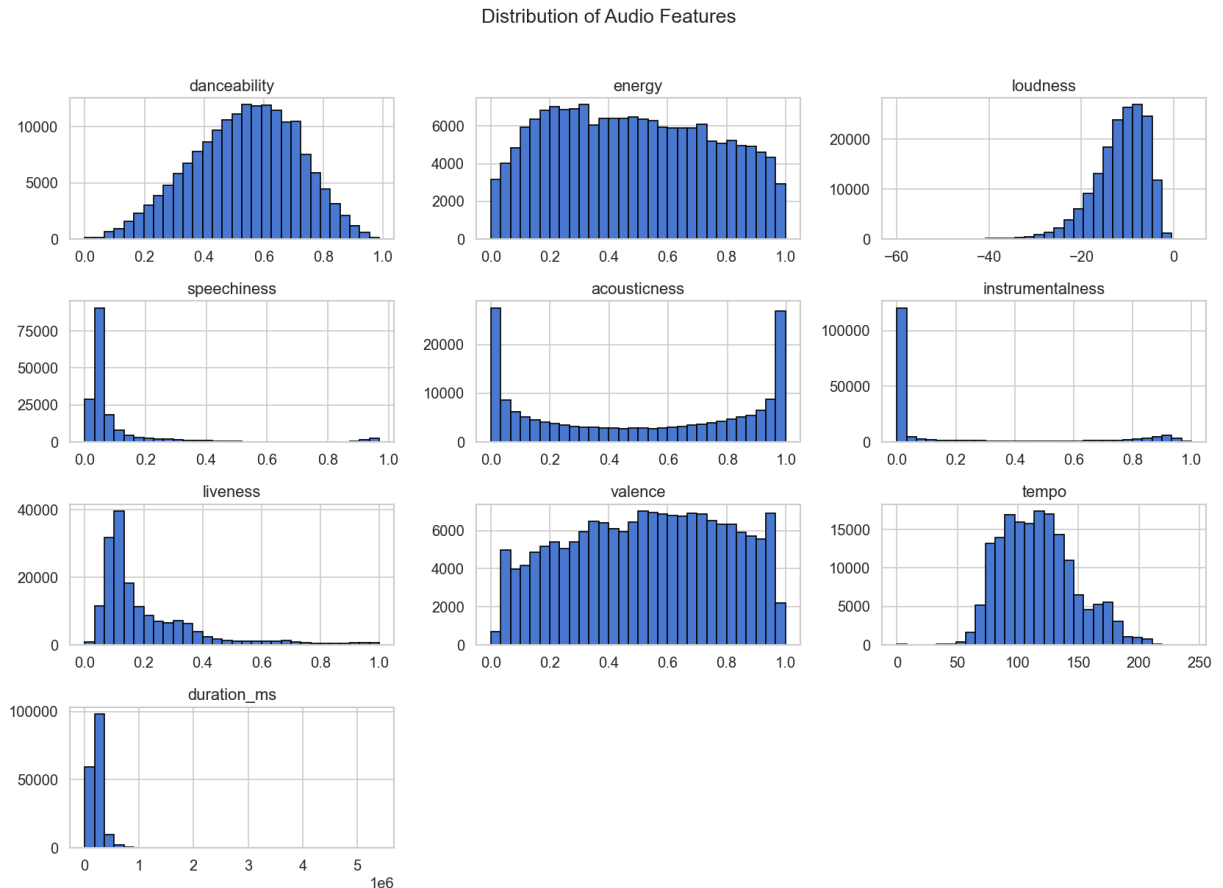 Distribution of Audio Features
danceability
10000
5000
0
0.0 0.2 0.4 0.6 0.8 1.0
energy
6000
4000
2000
0
0.0 0.2 0.4 0.6 0.8 1.0
loudness
20000
10000
0
−60 −40 −20 0
speechiness
75000
50000
25000
0
0.0 0.2 0.4 0.6 0.8 1.0
acousticness
20000
10000
0
0.0 0.2 0.4 0.6 0.8 1.0
instrumentalness
100000
50000
0
0.0 0.2 0.4 0.6 0.8 1.0
liveness
40000
20000
0
0.0 0.2 0.4 0.6 0.8 1.0
valence
6000
4000
2000
0
0.0 0.2 0.4 0.6 0.8 1.0
tempo
15000
10000
5000
0
0 50 100 150 200 250
duration_ms
100000
50000
0
0 1 2 3 4 5
1e6